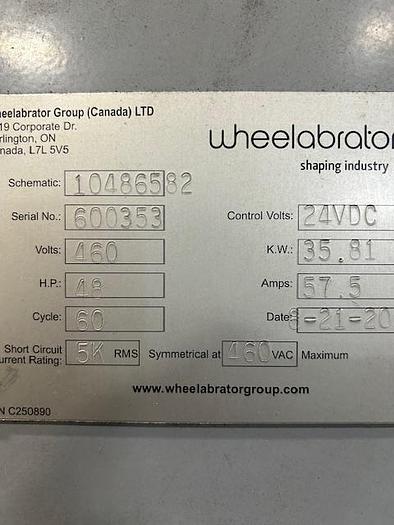 heelabrator Group (Canada) LTD
19 Corporate Dr.
rlington, ON
nada, L7L 5V5
wheelabrator
shaping industry
Schematic: 10486582
Serial No.: 600353
Control Volts: 24VDC
Volts: 460
K.W.: 35.81
H.P.: 48
Amps: 57.5
Cycle: 60
Date: -21-20
Short Circuit
urrent Rating: 5K RMS Symmetrical at 460 VAC Maximum
www.wheelabratorgroup.com
N C250890